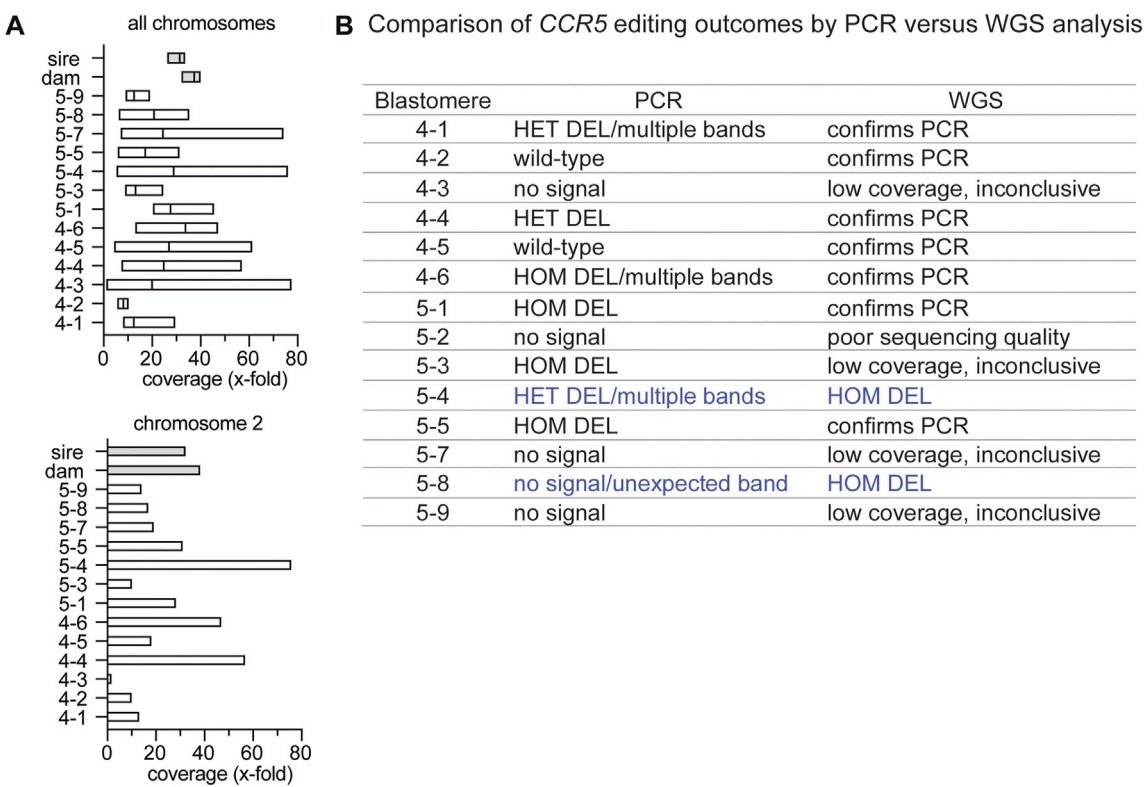 A
all chromosomes
sire
dam
5-9
5-8
5-7
5-5
5-4
5-3
5-1
4-6
4-5
4-4
4-3
4-2
4-1
0 20 40 60 80
coverage (x-fold)
chromosome 2
sire
dam
5-9
5-8
5-7
5-5
5-4
5-3
5-1
4-6
4-5
4-4
4-3
4-2
4-1
0 20 40 60 80
coverage (x-fold)
B Comparison of CCR5 editing outcomes by PCR versus WGS analysis
Blastomere PCR WGS
4-1 HET DEL/multiple bands confirms PCR
4-2 wild-type confirms PCR
4-3 no signal low coverage, inconclusive
4-4 HET DEL confirms PCR
4-5 wild-type confirms PCR
4-6 HOM DEL/multiple bands confirms PCR
5-1 HOM DEL confirms PCR
5-2 no signal poor sequencing quality
5-3 HOM DEL low coverage, inconclusive
5-4 HET DEL/multiple bands HOM DEL
5-5 HOM DEL confirms PCR
5-7 no signal low coverage, inconclusive
5-8 no signal/unexpected band HOM DEL
5-9 no signal low coverage, inconclusive